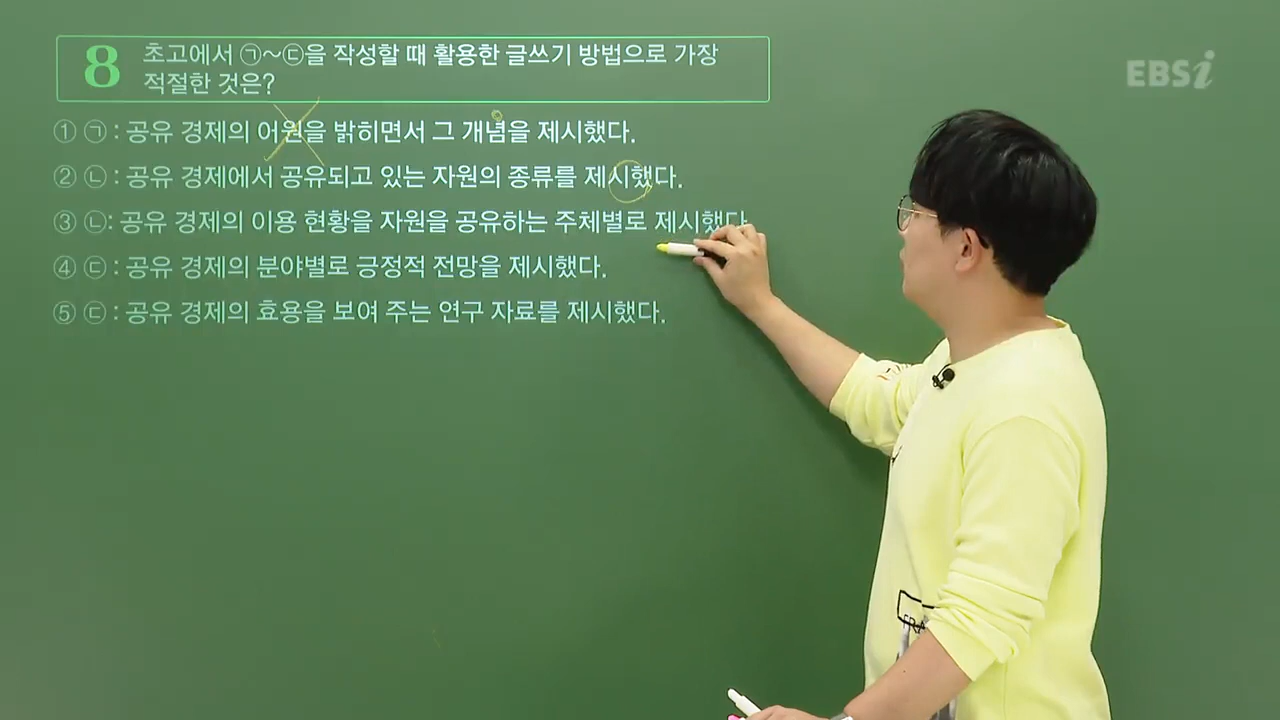 8 초고에서 ㉠~㉢을 작성할 때 활용한 글쓰기 방법으로 가장
적절한 것은?
EBSi
① ㉠ : 공유 경제의 어원을 밝히면서 그 개념을 제시했다.
② ㉡ : 공유 경제에서 공유되고 있는 자원의 종류를 제시했다.
③ ㉡: 공유 경제의 이용 현황을 자원을 공유하는 주체별로 제시했다
④ ㉢ : 공유 경제의 분야별로 긍정적 전망을 제시했다.
⑤ ㉢ : 공유 경제의 효용을 보여 주는 연구 자료를 제시했다.